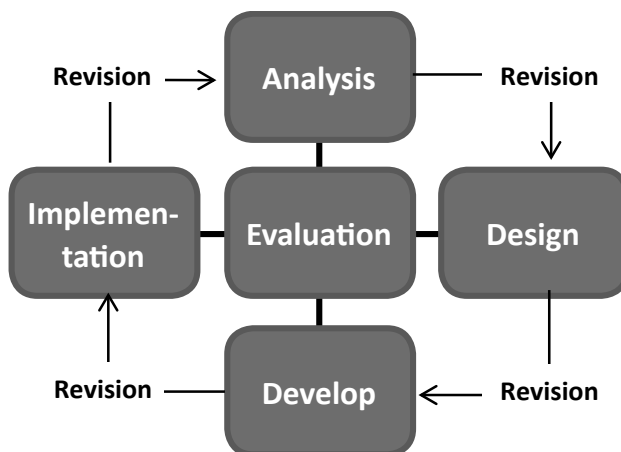 Revision
Analysis
Revision
Implemen-
tation
Evaluation
Design
Revision
Develop
Revision